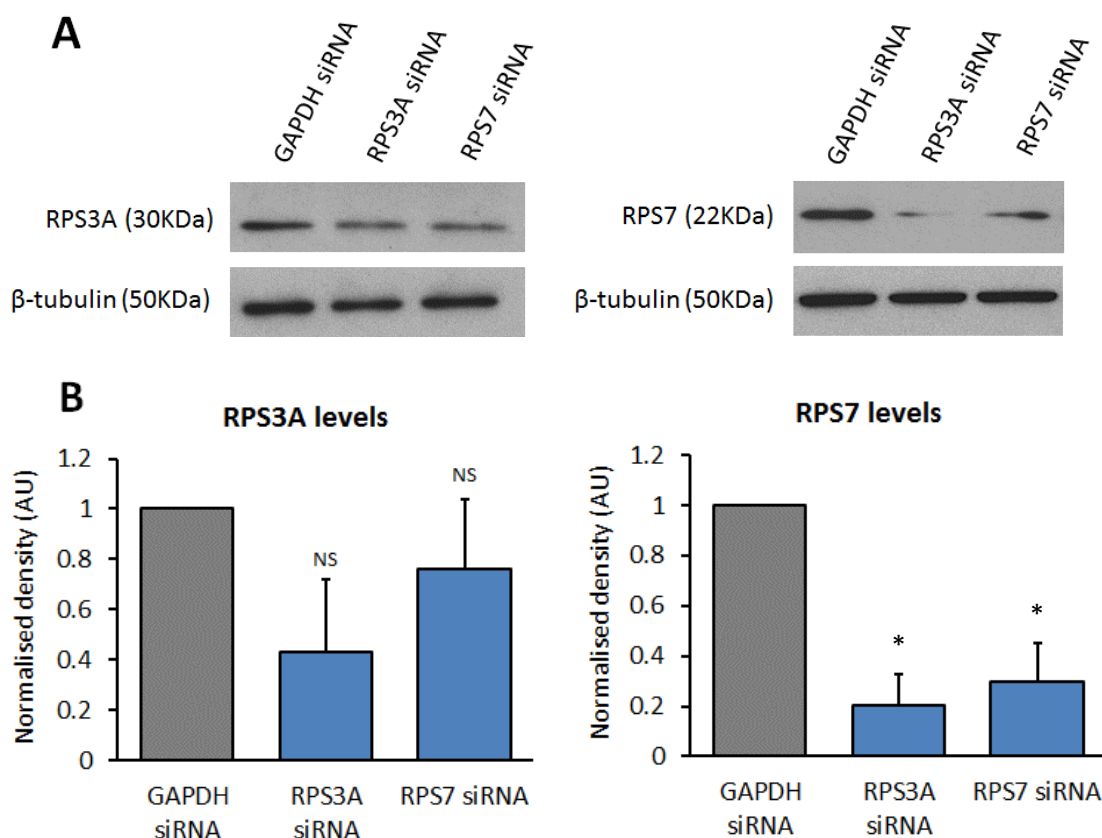 A
GAPDH siRNA
RPS3A siRNA
RPS7 siRNA
RPS3A (30KDa)
β-tubulin (50KDa)
GAPDH siRNA
RPS3A siRNA
RPS7 siRNA
RPS7 (22KDa)
β-tubulin (50KDa)
B
RPS3A levels
Normalised density (AU)
1.2
1
0.8
0.6
0.4
0.2
0
NS
NS
GAPDH
siRNA
RPS3A
siRNA
RPS7 siRNA
RPS7 levels
Normalised density (AU)
1.2
1
0.8
0.6
0.4
0.2
0
*
*
GAPDH
siRNA
RPS3A
siRNA
RPS7 siRNA